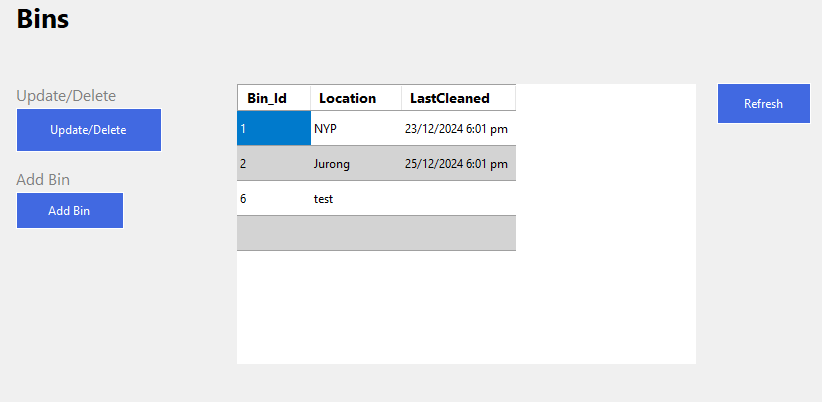 Bins
Update/Delete
Update/Delete
Add Bin
Add Bin
Bin_Id Location LastCleaned
1 NYP 23/12/2024 6:01 pm
2 Jurong 25/12/2024 6:01 pm
6 test
Refresh